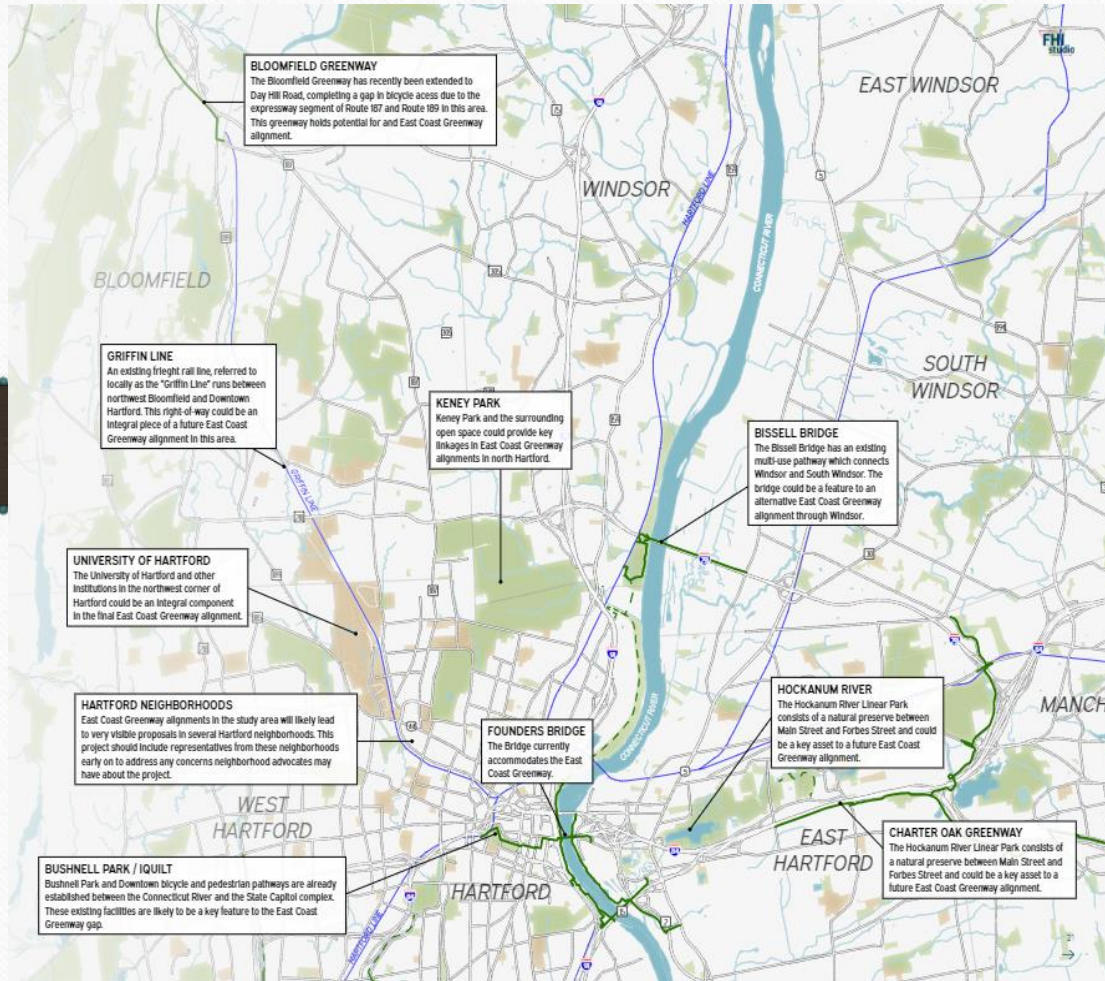 FHI
studio
BLOOMFIELD GREENWAY
The Bloomfield Greenway has recently been extended to
Day Hill Road, completing a gap in bicycle acess due to the
expressway segment of Route 187 and Route 189 in this area.
This greenway holds potential for and East Coast Greenway
alignment.
EAST WINDSOR
WINDSOR
HARTFORD LINE
CONNECTICUT RIVER
BLOOMFIELD
GRIFFIN LINE
An existing frieght rail line, referred to
locally as the "Griffin Line" runs between
northwest Bloomfield and Downtown
Hartford. This right-of-way could be an
integral piece of a future East Coast
Greenway alignment in this area.
SOUTH
WINDSOR
KENEY PARK
Keney Park and the surrounding
open space could provide key
linkages in East Coast Greenway
alignments in north Hartford.
BISSELL BRIDGE
The Bissell Bridge has an existing
multi-use pathway which connects
Windsor and South Windsor. The
bridge could be a feature to an
alternative East Coast Greenway
alignment through Windsor.
GRIFFIN LINE
UNIVERSITY OF HARTFORD
The University of Hartford and other
institutions in the northwest corner of
Hartford could be an integral component
in the final East Coast Greenway alignment.
HARTFORD NEIGHBORHOODS
East Coast Greenway alignments in the study area will likely lead
to very visible proposals in several Hartford neighborhoods. This
project should include representatives from these neighborhoods
early on to address any concerns neighborhood advocates may
have about the project.
FOUNDERS BRIDGE
The Bridge currently
accommodates the East
Coast Greenway.
CONNECTICUT RIVER
HOCKANUM RIVER
The Hockanum River Linear Park
consists of a natural preserve between
Main Street and Forbes Street and could
be a key asset to a future East Coast
Greenway alignment.
MANCH
WEST
HARTFORD
EAST
HARTFORD
CHARTER OAK GREENWAY
The Hockanum River Linear Park consists of
a natural preserve between Main Street and
Forbes Street and could be a key asset to a
future East Coast Greenway alignment.
BUSHNELL PARK / IQUILT
Bushnell Park and Downtown bicycle and pedestrian pathways are already
established between the Connecticut River and the State Capitol complex.
These existing facilities are likely to be a key feature to the East Coast
Greenway gap.
HARTFORD
HARTFORD LINE